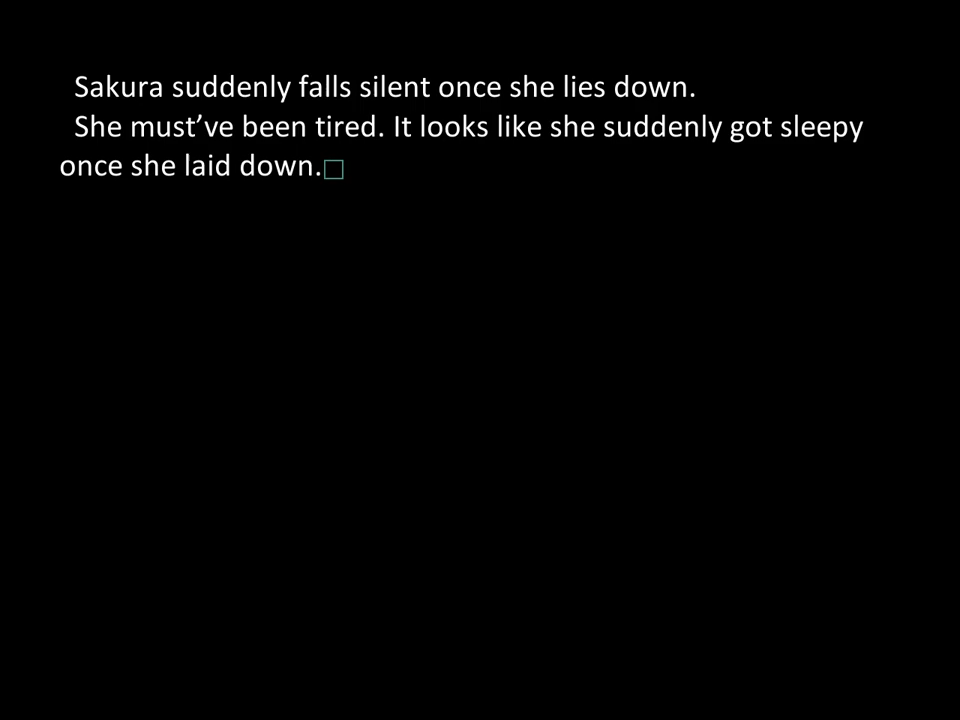 Sakura suddenly falls silent once she lies down.
She must’ve been tired. It looks like she suddenly got sleepy
once she laid down.